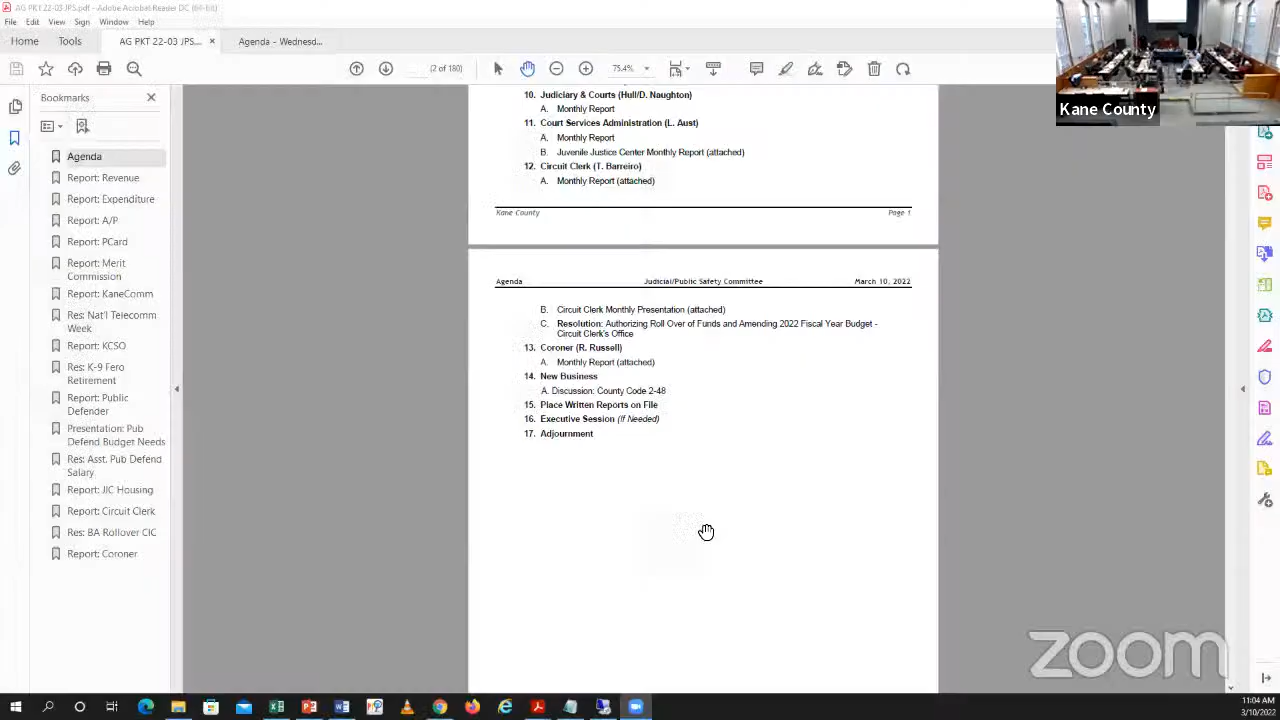 AG PKT 22-03 JPS.pdf - Adobe Acrobat Reader DC (64-bit)
File Edit View Sign Window Help
Home Tools AG PKT 22-03 JPS... × Agenda - Wednesd...
(2 of 180) 75.4%
Kane County
Bookmarks
Agenda
Report: Revenue
Report: Expenditure
Report: A/P
Report: PCard
Report: Merit
Commission
Report: KaneComm
Res: Nat'l Telecomm
Week
Report: KCSO
Res: K-9 Fero
Retirement
Report: Public
Defender
Presentation: Pub
Defend Budget Needs
Res: Asst. Pub Defend
Salary
Report: JJC Housing
Report: Circuit Clerk
Res: BA Rollover CIC
Report: Coroner
10. Judiciary & Courts (Hull/D. Naughton)
A. Monthly Report
11. Court Services Administration (L. Aust)
A. Monthly Report
B. Juvenile Justice Center Monthly Report (attached)
12. Circuit Clerk (T. Barreiro)
A. Monthly Report (attached)
Kane County Page 1
Agenda Judicial/Public Safety Committee March 10, 2022
B. Circuit Clerk Monthly Presentation (attached)
C. Resolution: Authorizing Roll Over of Funds and Amending 2022 Fiscal Year Budget -
Circuit Clerk's Office
13. Coroner (R. Russell)
A. Monthly Report (attached)
14. New Business
A. Discussion: County Code 2-48
15. Place Written Reports on File
16. Executive Session (If Needed)
17. Adjournment
zoom
11:04 AM
3/10/2022